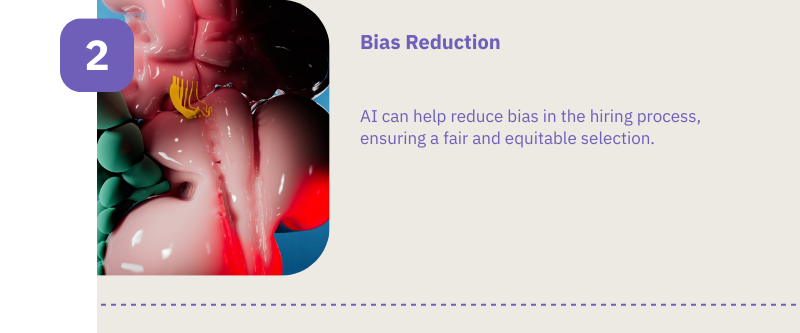 2
Bias Reduction
AI can help reduce bias in the hiring process,
ensuring a fair and equitable selection.